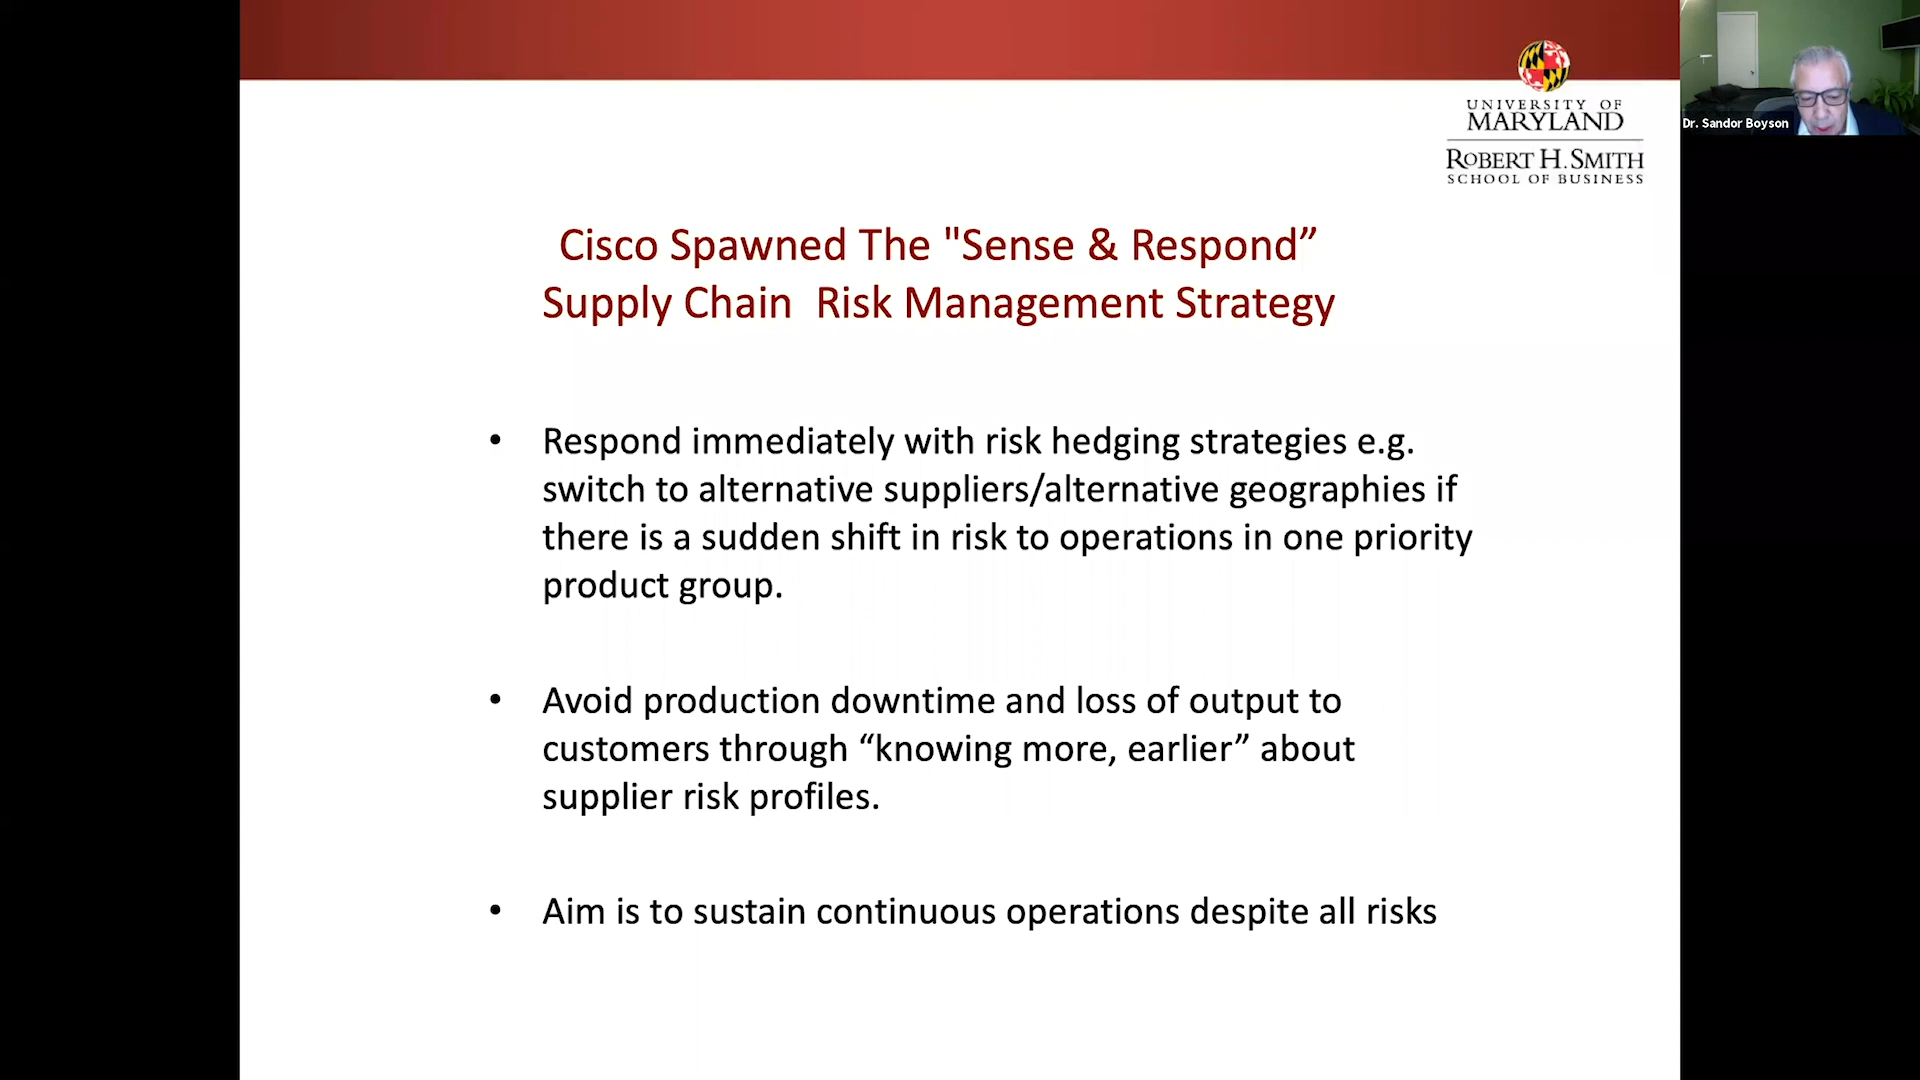 UNIVERSITY OF
MARYLAND
ROBERT H. SMITH
SCHOOL OF BUSINESS
Dr. Sandor Boyson
Cisco Spawned The "Sense & Respond”
Supply Chain  Risk Management Strategy
• Respond immediately with risk hedging strategies e.g.
switch to alternative suppliers/alternative geographies if
there is a sudden shift in risk to operations in one priority
product group.
• Avoid production downtime and loss of output to
customers through “knowing more, earlier” about
supplier risk profiles.
• Aim is to sustain continuous operations despite all risks